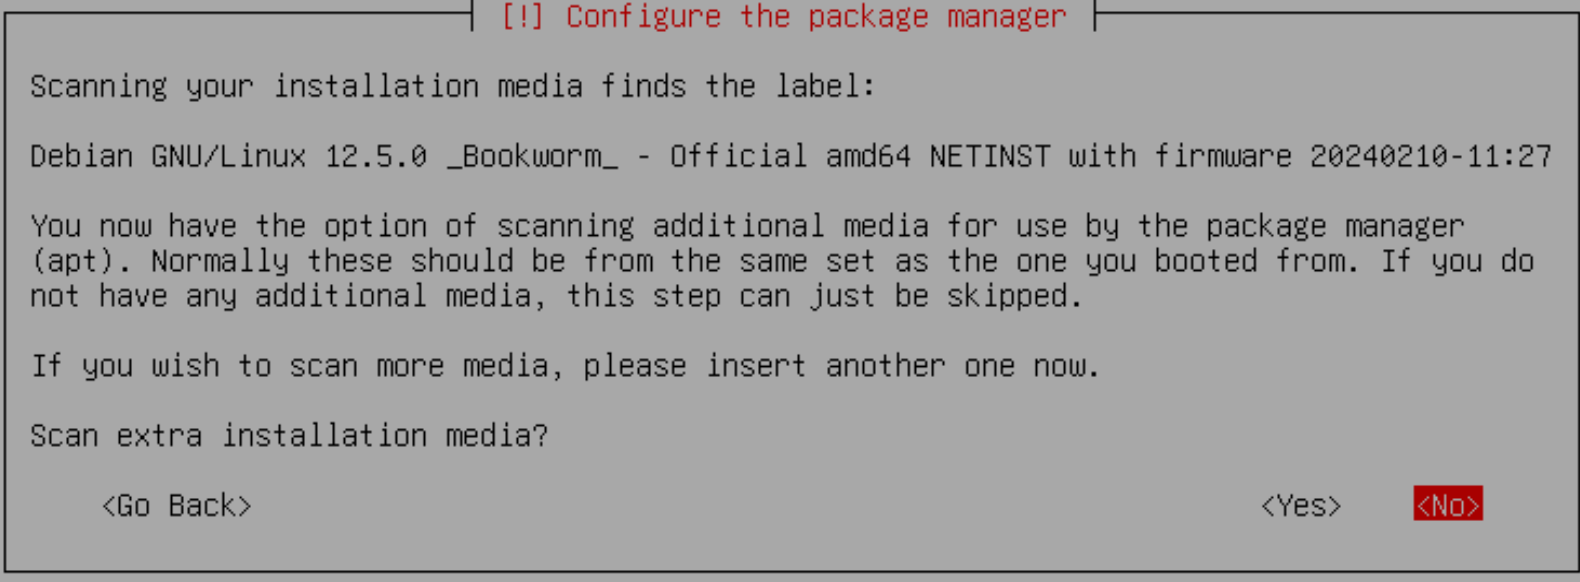 [!] Configure the package manager
Scanning your installation media finds the label:
Debian GNU/Linux 12.5.0 _Bookworm_ - Official amd64 NETINST with firmware 20240210-11:27
You now have the option of scanning additional media for use by the package manager
(apt). Normally these should be from the same set as the one you booted from. If you do
not have any additional media, this step can just be skipped.
If you wish to scan more media, please insert another one now.
Scan extra installation media?
<Go Back> <Yes> <No>